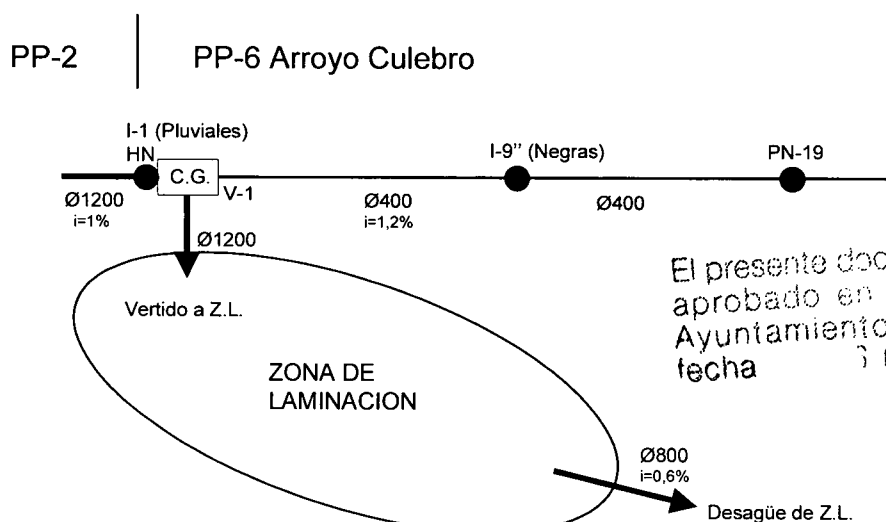 PP-2
PP-6 Arroyo Culebro
I-1 (Pluviales)
HN
C.G.
V-1
I-9'' (Negras)
PN-19
Ø1200
i=1%
Ø400
i=1,2%
Ø400
Ø1200
Vertido a Z.L.
El presente doc
aprobado en
Ayuntamiento
fecha
ZONA DE
LAMINACION
Ø800
i=0,6%
Desagüe de Z.L.